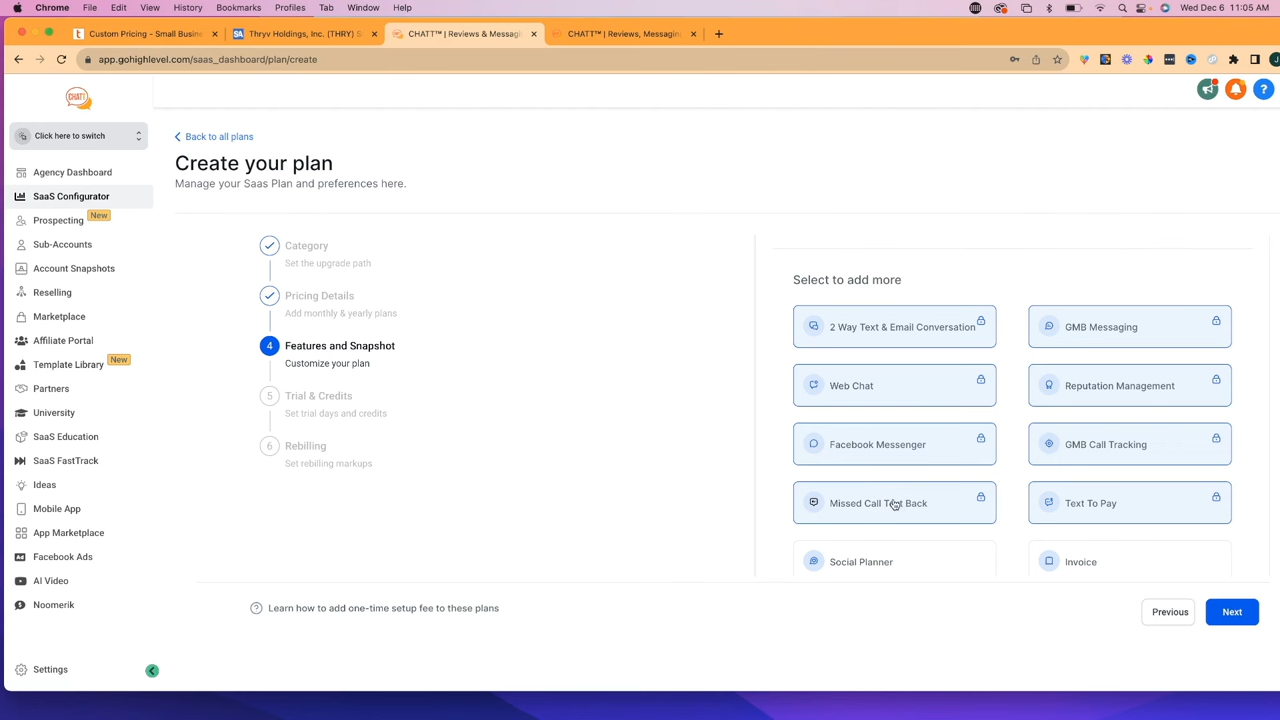 Chrome File Edit View History Bookmarks Profiles Tab Window Help Wed Dec 6 11:05 AM
Custom Pricing - Small Busine Thryv Holdings, Inc. (THRY) S CHATT™ | Reviews & Messagi CHATT™ | Reviews, Messaging
app.gohighlevel.com/saas_dashboard/plan/create
CHATT
Click here to switch
Agency Dashboard
SaaS Configurator
Prospecting New
Sub-Accounts
Account Snapshots
Reselling
Marketplace
Affiliate Portal
Template Library New
Partners
University
SaaS Education
SaaS FastTrack
Ideas
Mobile App
App Marketplace
Facebook Ads
AI Video
Noomerik
Settings
Back to all plans
Create your plan
Manage your Saas Plan and preferences here.
Category
Set the upgrade path
Pricing Details
Add monthly & yearly plans
4 Features and Snapshot
Customize your plan
5 Trial & Credits
Set trial days and credits
6 Rebilling
Set rebilling markups
Select to add more
2 Way Text & Email Conversation GMB Messaging
Web Chat Reputation Management
Facebook Messenger GMB Call Tracking
Missed Call Text Back Text To Pay
Social Planner Invoice
? Learn how to add one-time setup fee to these plans
Previous Next